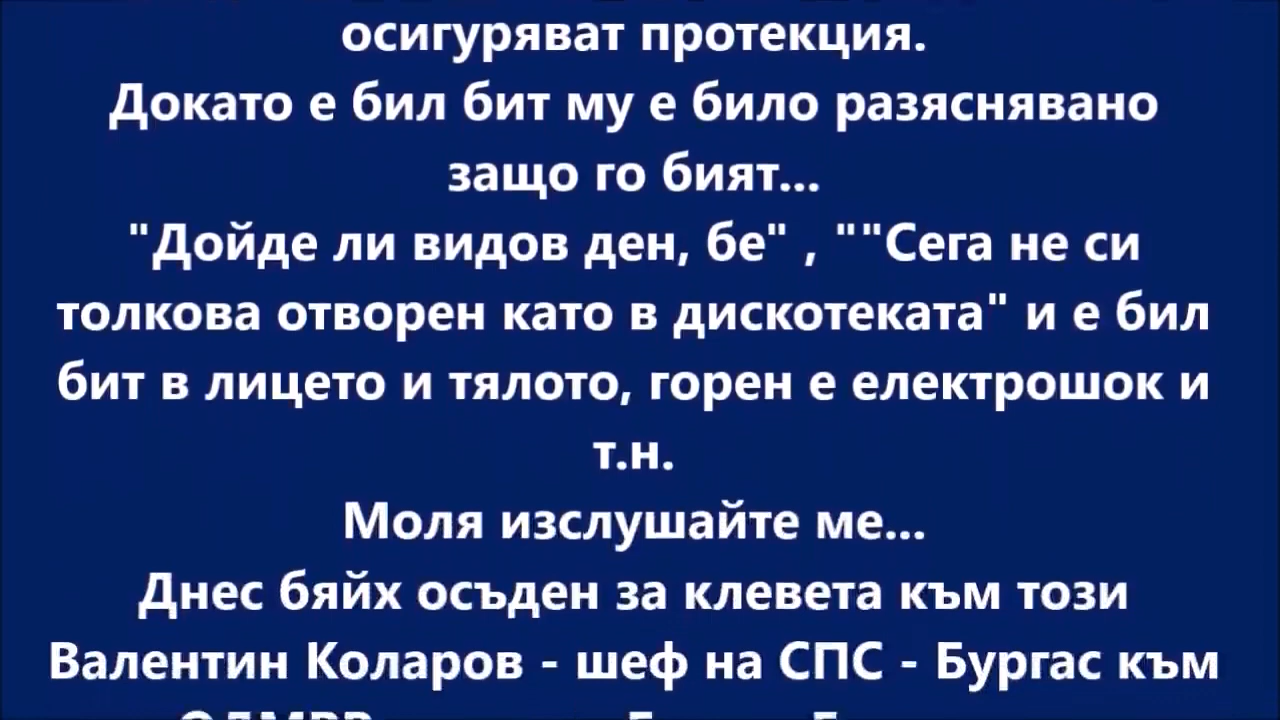 осигуряват протекция.
Докато е бил бит му е било разяснявано
защо го бият...
"Дойде ли видов ден, бе" , ""Сега не си
толкова отворен като в дискотеката" и е бил
бит в лицето и тялото, горен е електрошок и
т.н.
Моля изслушайте ме...
Днес бяйх осъден за клевета към този
Валентин Коларов - шеф на СПС - Бургас към